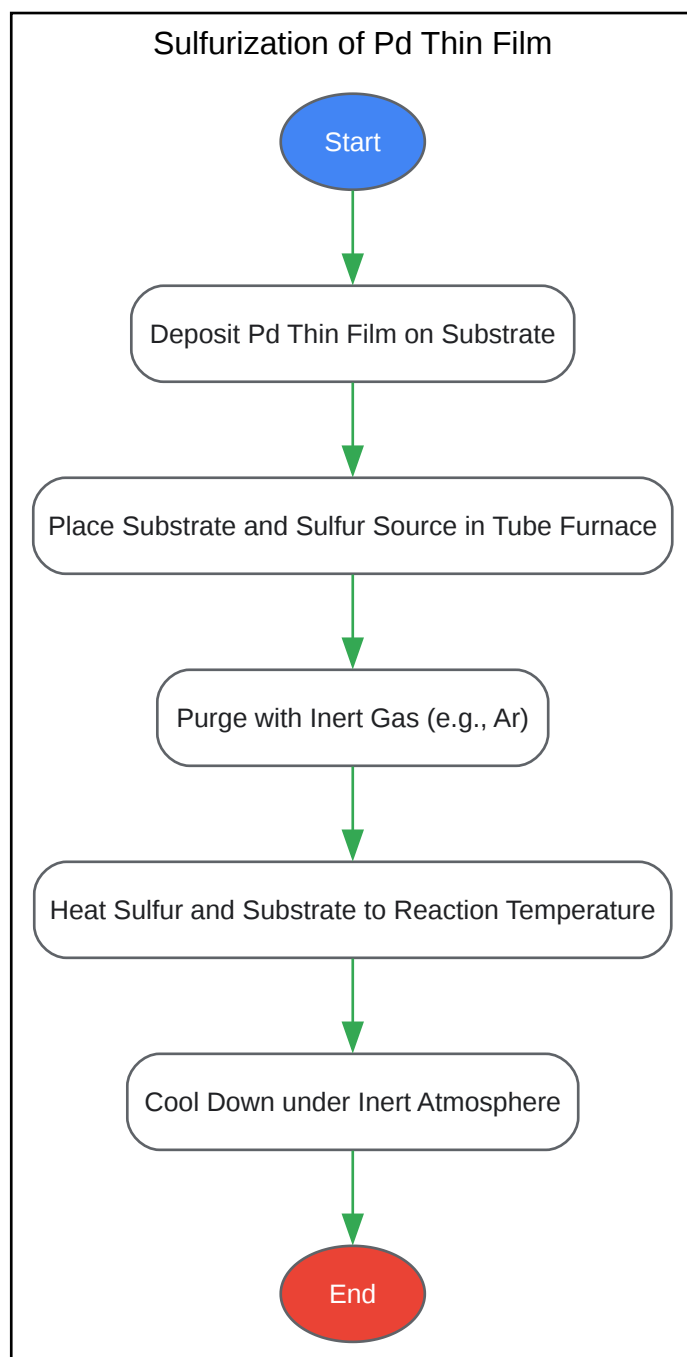 Sulfurization of Pd Thin Film
Start
Deposit Pd Thin Film on Substrate
Place Substrate and Sulfur Source in Tube Furnace
Purge with Inert Gas (e.g., Ar)
Heat Sulfur and Substrate to Reaction Temperature
Cool Down under Inert Atmosphere
End